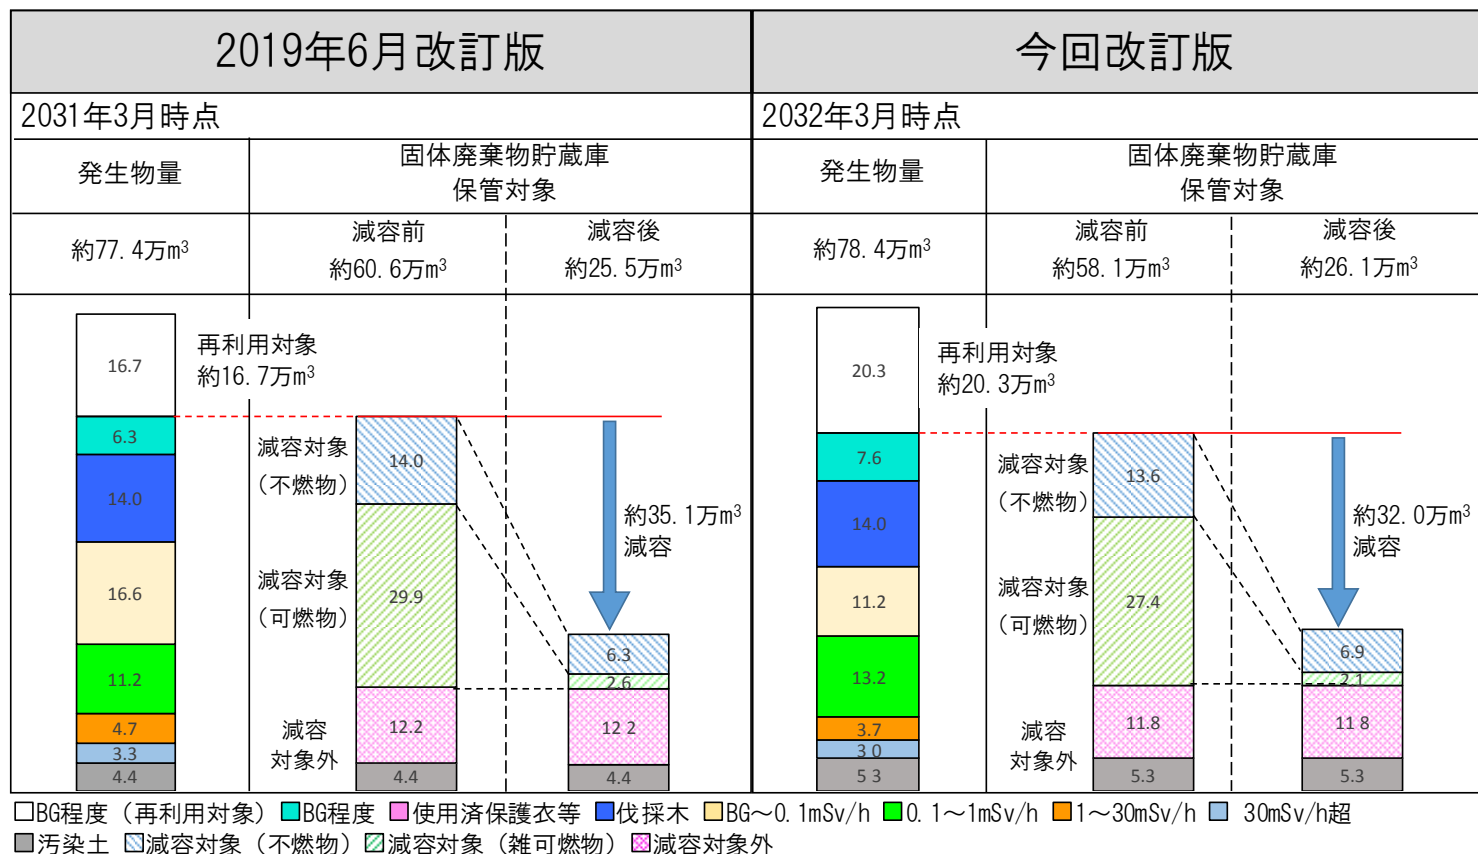 2019年6月改訂版
今回改訂版
2031年3月時点
2032年3月時点
発生物量
固体廃棄物貯蔵庫
保管対象
発生物量
固体廃棄物貯蔵庫
保管対象
約77.4万m³
減容前
約60.6万m³
減容後
約25.5万m³
約78.4万m³
減容前
約58.1万m³
減容後
約26.1万m³
16.7
6.3
14.0
16.6
11.2
4.7
3.3
4.4
再利用対象
約16.7万m³
減容対象
（不燃物）
減容対象
（可燃物）
減容
対象外
14.0
29.9
12.2
4.4
約35.1万m³
減容
6.3
2.6
12 2
4.4
20.3
7.6
14.0
11.2
13.2
3.7
3 0
5 3
再利用対象
約20.3万m³
減容対象
（不燃物）
減容対象
（可燃物）
減容
対象外
13.6
27.4
11.8
5.3
約32.0万m³
減容
6.9
2.1
11 8
5.3
BG程度（再利用対象） BG程度 使用済保護衣等 伐採木 BG～0.1mSv/h 0.1～1mSv/h 1～30mSv/h 30mSv/h超
汚染土 減容対象（不燃物） 減容対象（雑可燃物） 減容対象外